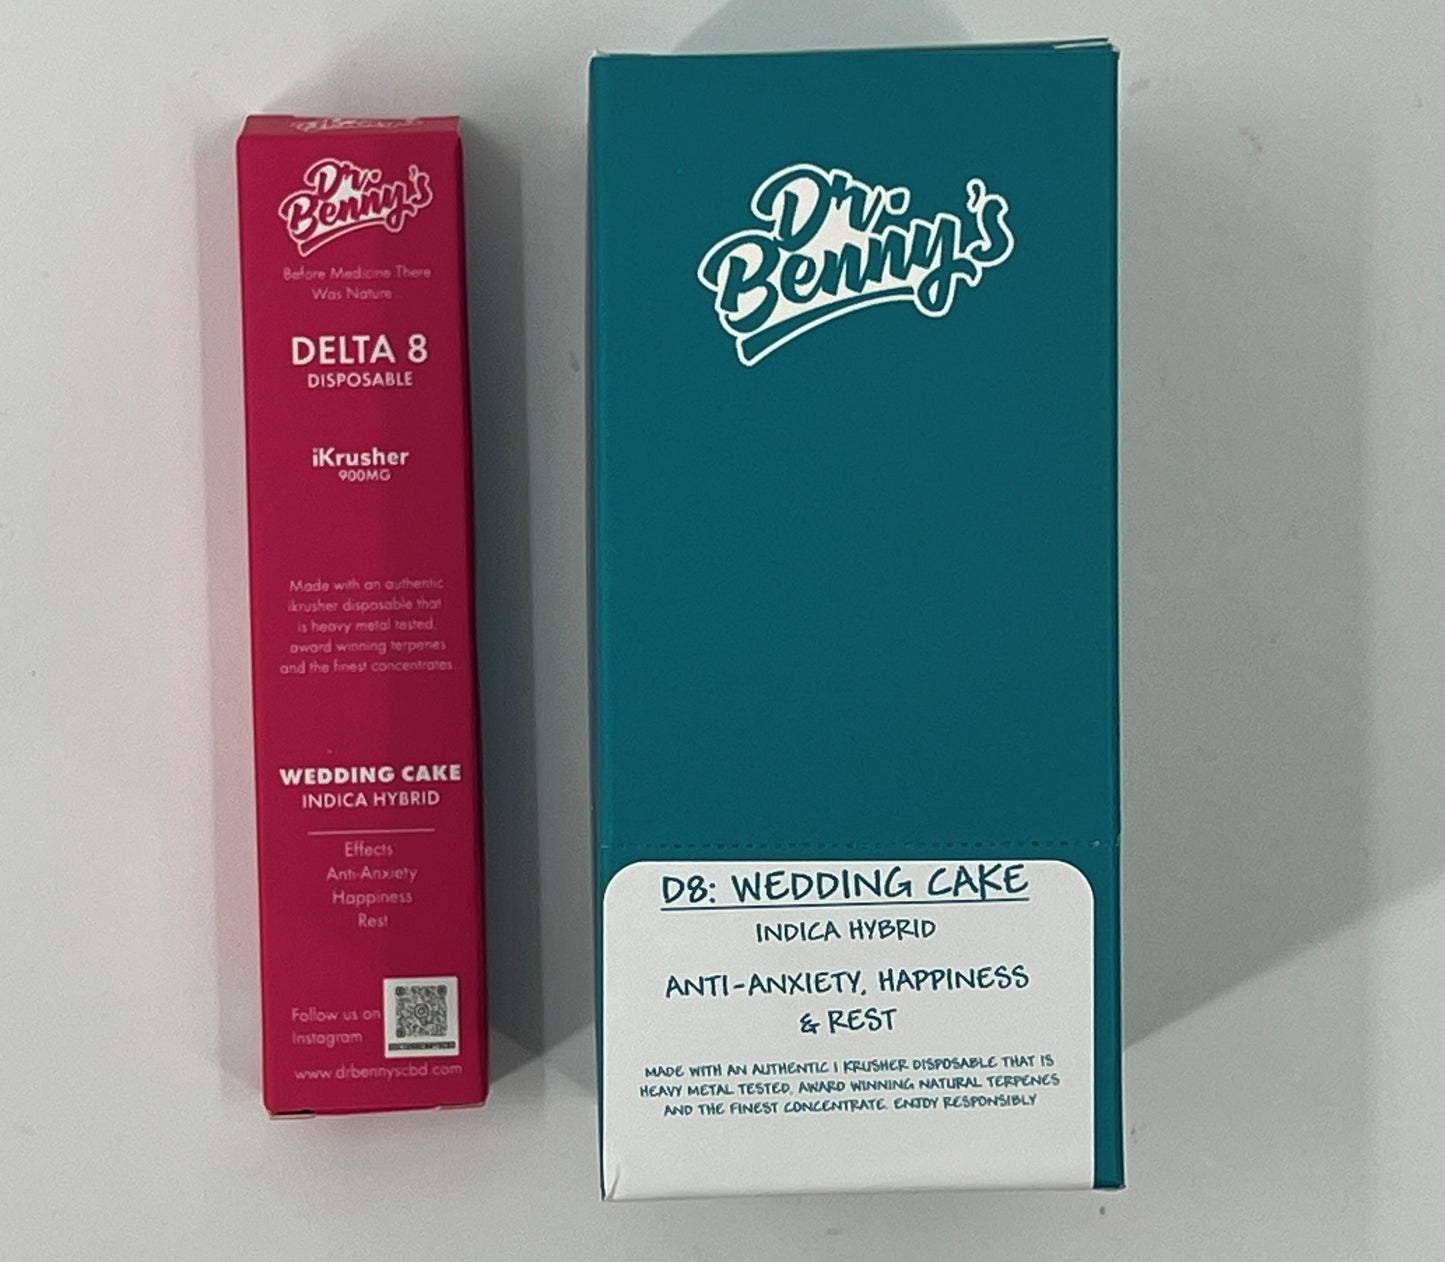 Dr.
Benny's
Before Medicine There
Was Nature
DELTA 8
DISPOSABLE
iKrusher
900MG
Made with an authentic
ikrusher disposable that
is heavy metal tested,
award winning terpenes
and the finest concentrates.
WEDDING CAKE
INDICA HYBRID
Effects
Anti-Anxiety
Happiness
Rest
Follow us on
Instagram
www.drbennyscbd.com
Dr.
Benny's
D8: WEDDING CAKE
INDICA HYBRID
ANTI-ANXIETY, HAPPINESS
& REST
MADE WITH AN AUTHENTIC I KRUSHER DISPOSABLE THAT IS
HEAVY METAL TESTED, AWARD WINNING NATURAL TERPENES
AND THE FINEST CONCENTRATE. ENJOY RESPONSIBLY